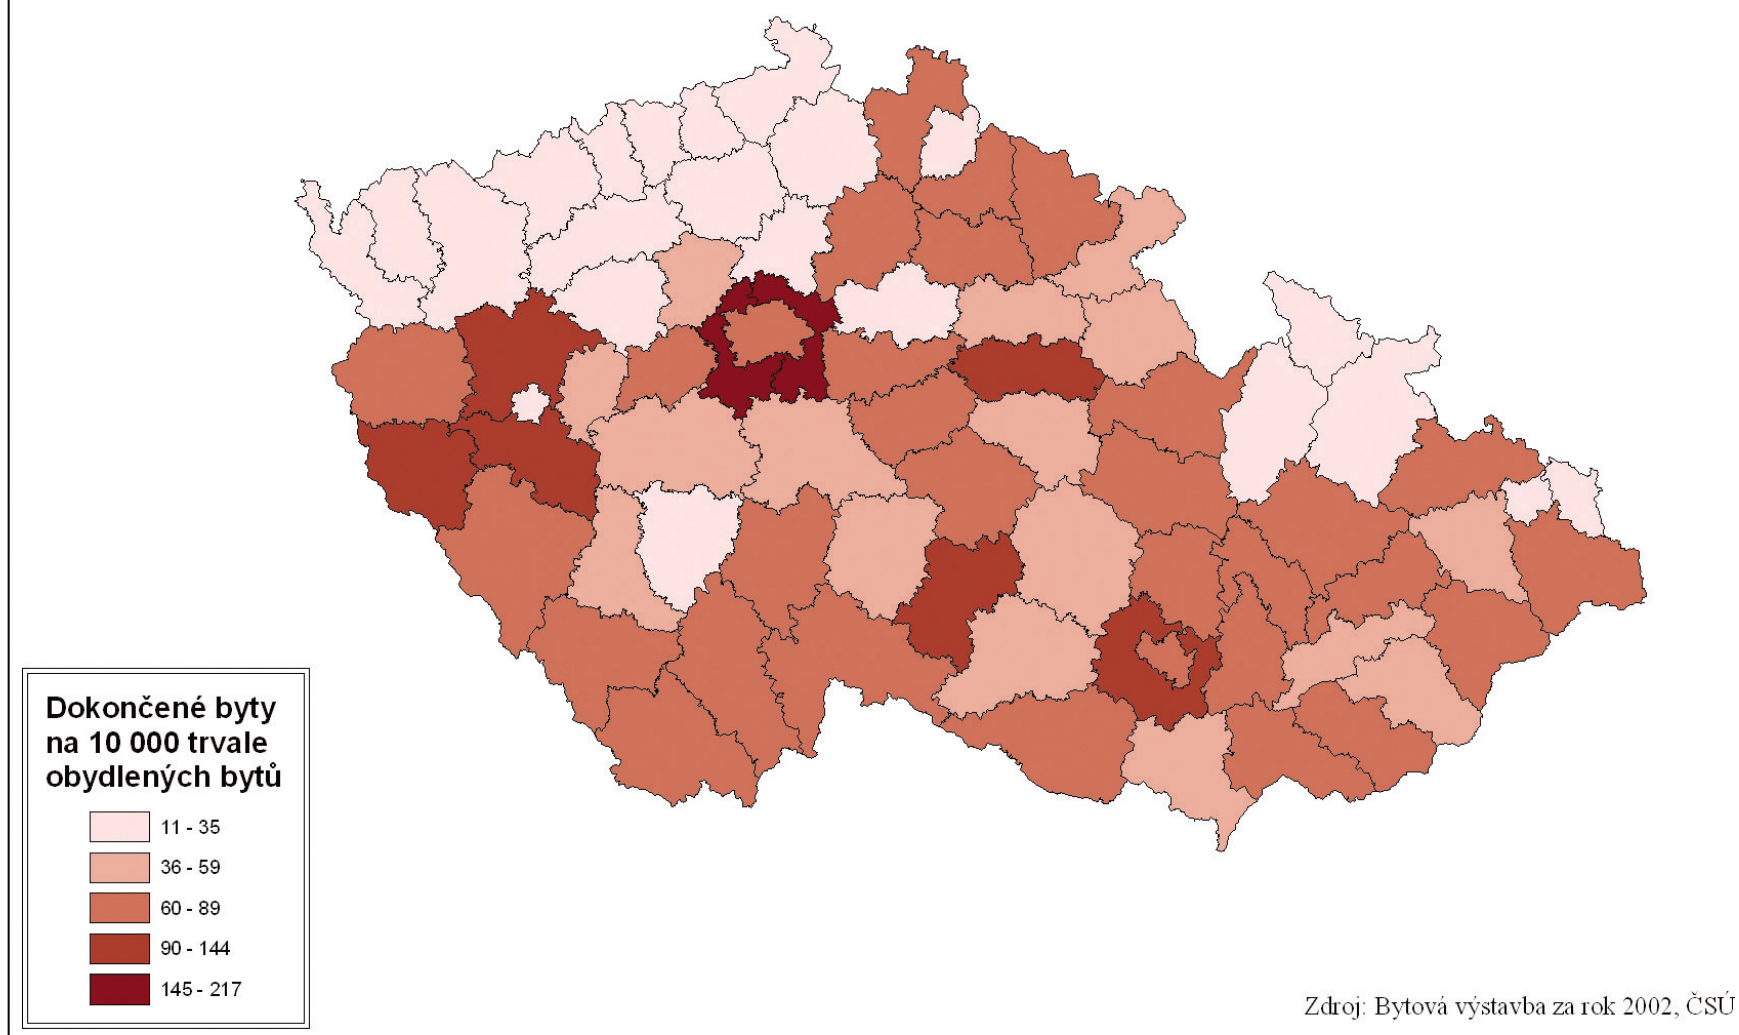 Dokončené byty
na 10 000 trvale
obydlených bytů
11 - 35
36 - 59
60 - 89
90 - 144
145 - 217
Zdroj: Bytová výstavba za rok 2002, ČSÚ